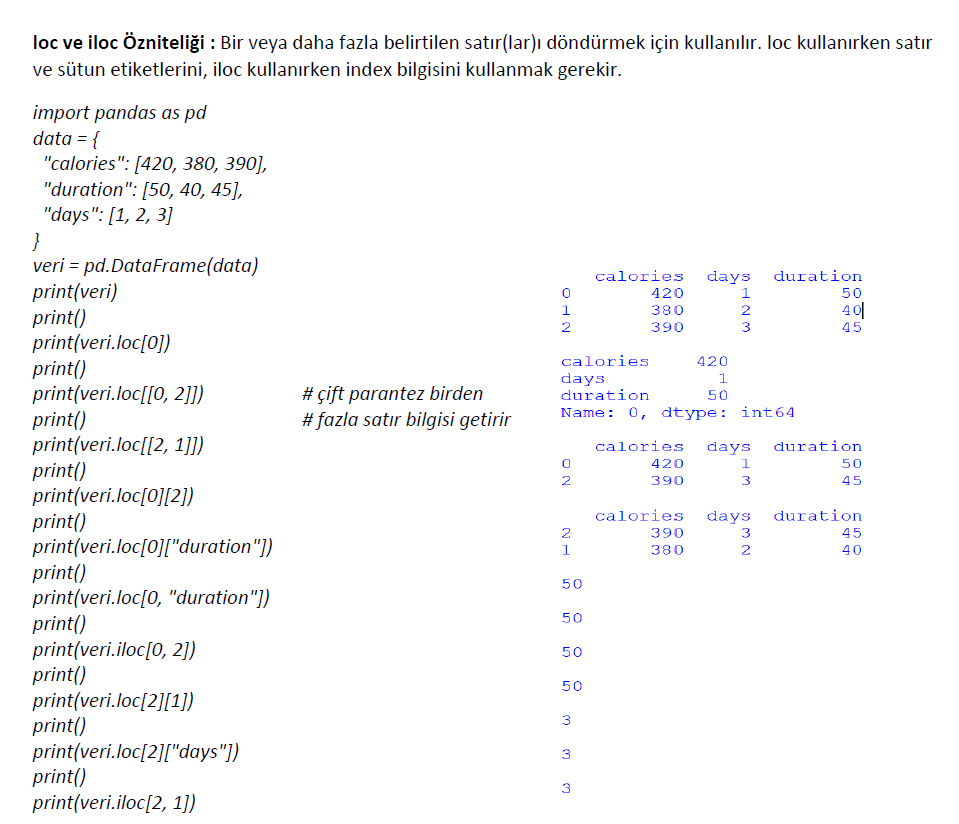 loc ve iloc Özniteliği : Bir veya daha fazla belirtilen satır(lar)ı döndürmek için kullanılır. loc kullanırken satır
ve sütun etiketlerini, iloc kullanırken index bilgisini kullanmak gerekir.
import pandas as pd
data = {
"calories": [420, 380, 390],
"duration": [50, 40, 45],
"days": [1, 2, 3]
}
veri = pd.DataFrame(data)
print(veri)
print()
print(veri.loc[0])
print()
print(veri.loc[[0, 2]]) # çift parantez birden
print() # fazla satır bilgisi getirir
print(veri.loc[[2, 1]])
print()
print(veri.loc[0][2])
print()
print(veri.loc[0]["duration"])
print()
print(veri.loc[0, "duration"])
print()
print(veri.iloc[0, 2])
print()
print(veri.loc[2][1])
print()
print(veri.loc[2]["days"])
print()
print(veri.iloc[2, 1])
calories days duration
0 420 1 50
1 380 2 40
2 390 3 45
calories 420
days 1
duration 50
Name: 0, dtype: int64
calories days duration
0 420 1 50
2 390 3 45
calories days duration
2 390 3 45
1 380 2 40
50
50
50
50
3
3
3